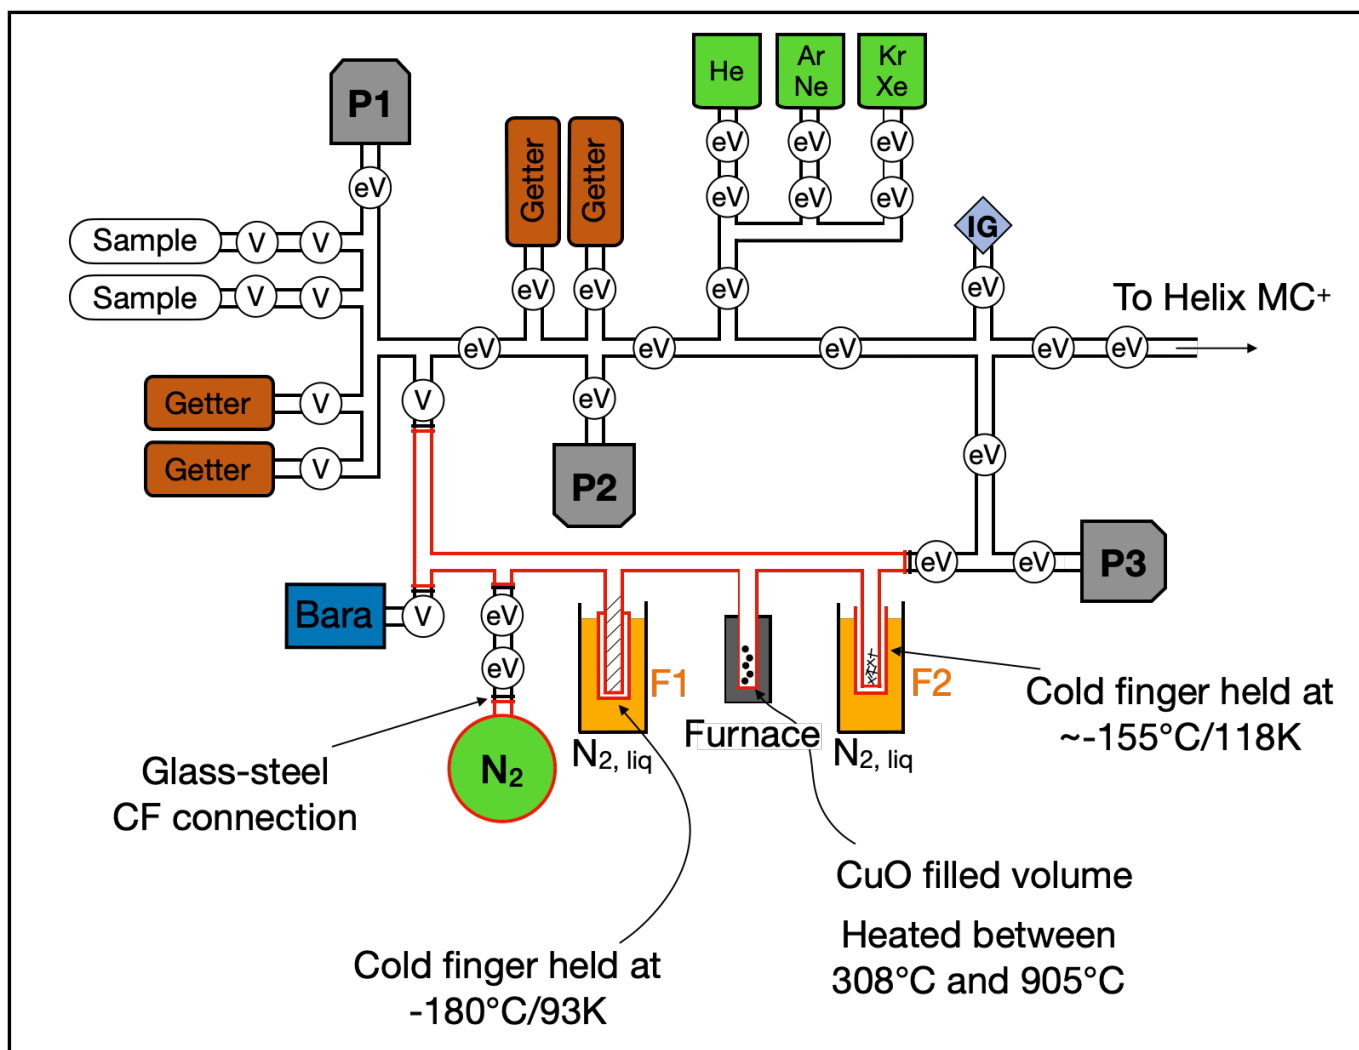 P1
eV
Sample
V
V
Sample
V
V
Getter
V
Getter
V
Getter
Getter
eV
eV
He
Ar
Ne
Kr
Xe
eV
eV
eV
eV
eV
eV
eV
IG
eV
To Helix MC+
eV
eV
eV
eV
eV
V
eV
P2
eV
eV
eV
P3
Bara
V
eV
eV
N2
F1
N2, liq
Furnace
F2
N2, liq
Cold finger held at
~-155°C/118K
Glass-steel
CF connection
CuO filled volume
Heated between
308°C and 905°C
Cold finger held at
-180°C/93K